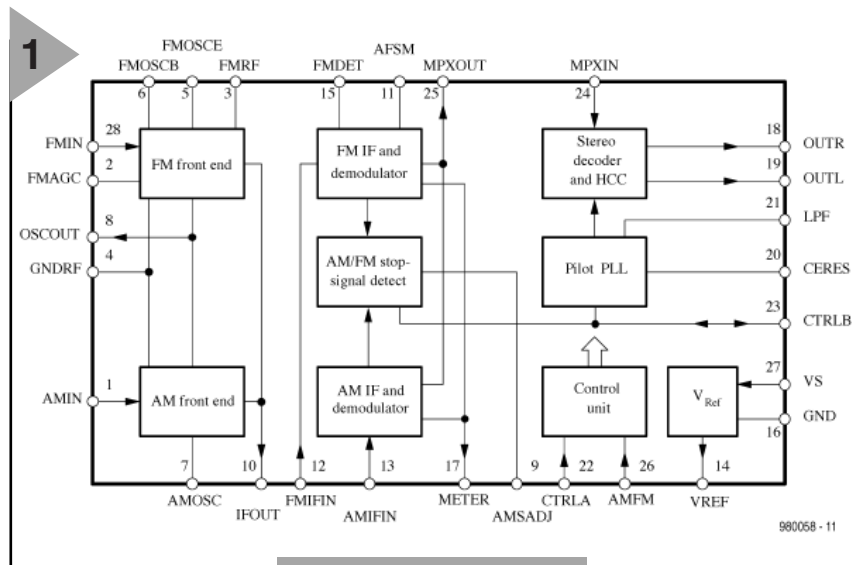 1
FMOSCE
AFSM
FMOSCB FMRF FMDET MPXOUT MPXIN
6 5 3 15 11 25 24
FMIN 28
FM front end
FM IF and
demodulator
Stereo
decoder
and HCC
18 OUTR
FMAGC 2
19 OUTL
OSCOUT 8
21 LPF
GNDRF 4
AM/FM stop-
signal detect
Pilot PLL
20 CERES
23 CTRLB
AMIN 1
AM front end
AM IF and
demodulator
Control
unit
VRef
27 VS
GND
16
7 10 12 13 17 9 22 26 14
AMOSC FMIFIN METER CTRLA AMFM VREF
IFOUT AMIFIN AMSADJ
980058 - 11